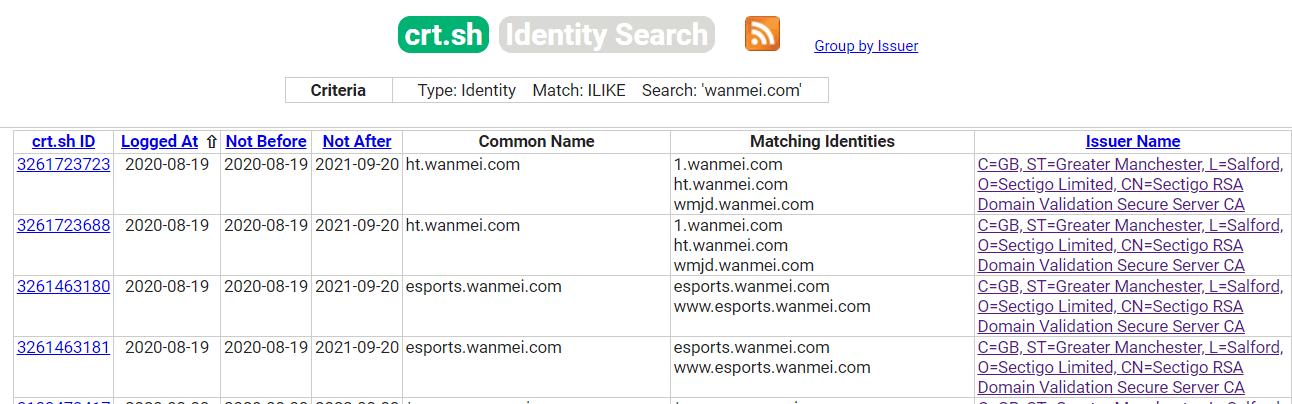 crt.sh Identity Search Group by Issuer
Criteria Type: Identity Match: ILIKE Search: 'wanmei.com'
crt.sh ID Logged At ⇧ Not Before Not After Common Name Matching Identities Issuer Name
3261723723 2020-08-19 2020-08-19 2021-09-20 ht.wanmei.com 1.wanmei.com C=GB, ST=Greater Manchester, L=Salford,
ht.wanmei.com O=Sectigo Limited, CN=Sectigo RSA
wmjd.wanmei.com Domain Validation Secure Server CA
3261723688 2020-08-19 2020-08-19 2021-09-20 ht.wanmei.com 1.wanmei.com C=GB, ST=Greater Manchester, L=Salford,
ht.wanmei.com O=Sectigo Limited, CN=Sectigo RSA
wmjd.wanmei.com Domain Validation Secure Server CA
3261463180 2020-08-19 2020-08-19 2021-09-20 esports.wanmei.com esports.wanmei.com C=GB, ST=Greater Manchester, L=Salford,
www.esports.wanmei.com O=Sectigo Limited, CN=Sectigo RSA
Domain Validation Secure Server CA
3261463181 2020-08-19 2020-08-19 2021-09-20 esports.wanmei.com esports.wanmei.com C=GB, ST=Greater Manchester, L=Salford,
www.esports.wanmei.com O=Sectigo Limited, CN=Sectigo RSA
Domain Validation Secure Server CA